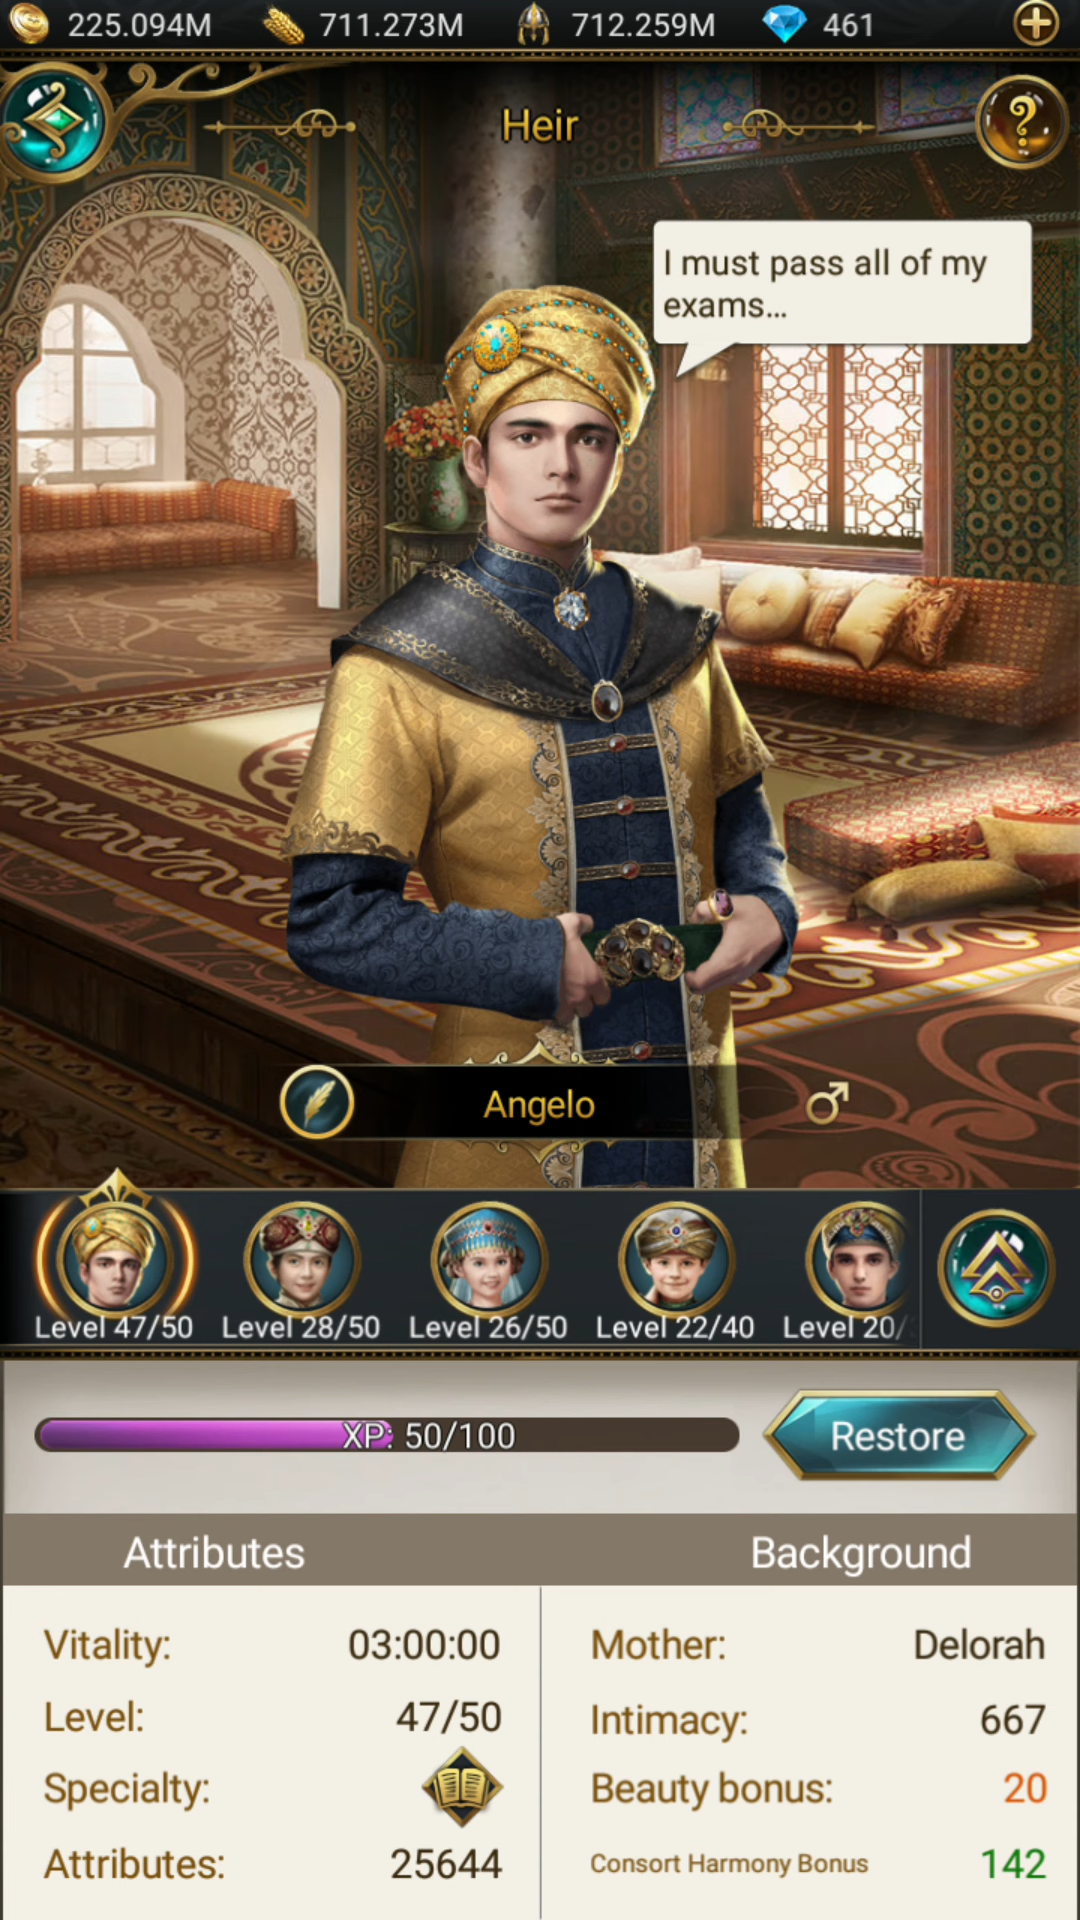 225.094M 711.273M 712.259M 461
Heir
I must pass all of my
exams...
Angelo
Level 47/50 Level 28/50 Level 26/50 Level 22/40 Level 20/
XP: 50/100
Restore
Attributes Background
Vitality: 03:00:00 Mother: Delorah
Level: 47/50 Intimacy: 667
Specialty: Beauty bonus: 20
Attributes: 25644 Consort Harmony Bonus 142